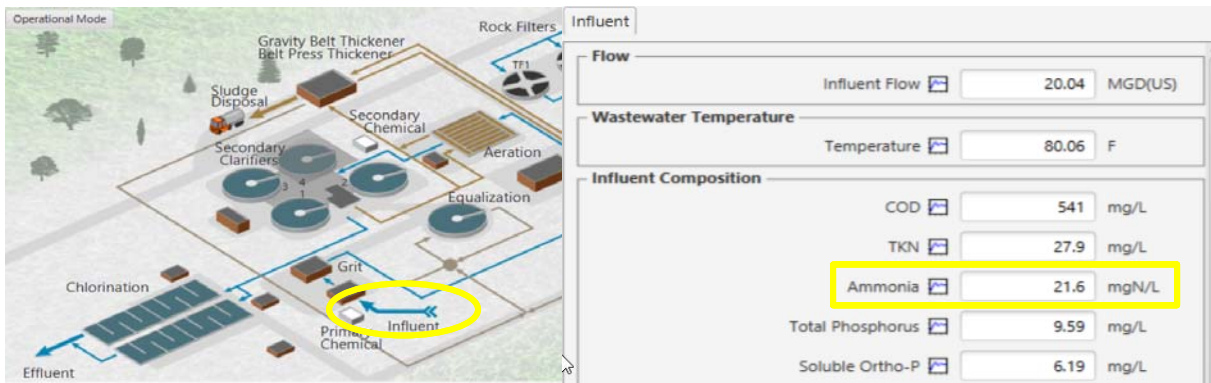 Operational Mode
Rock Filters
Gravity Belt Thickener
Belt Press Thickener
TF1
Sludge
Disposal
Secondary
Chemical
Secondary
Clarifiers
Aeration
3 4 2
1
Equalization
Grit
Chlorination
Influent
Primary
Chemical
Effluent
Influent
Flow
Influent Flow 20.04 MGD(US)
Wastewater Temperature
Temperature 80.06 F
Influent Composition
COD 541 mg/L
TKN 27.9 mg/L
Ammonia 21.6 mgN/L
Total Phosphorus 9.59 mg/L
Soluble Ortho-P 6.19 mg/L